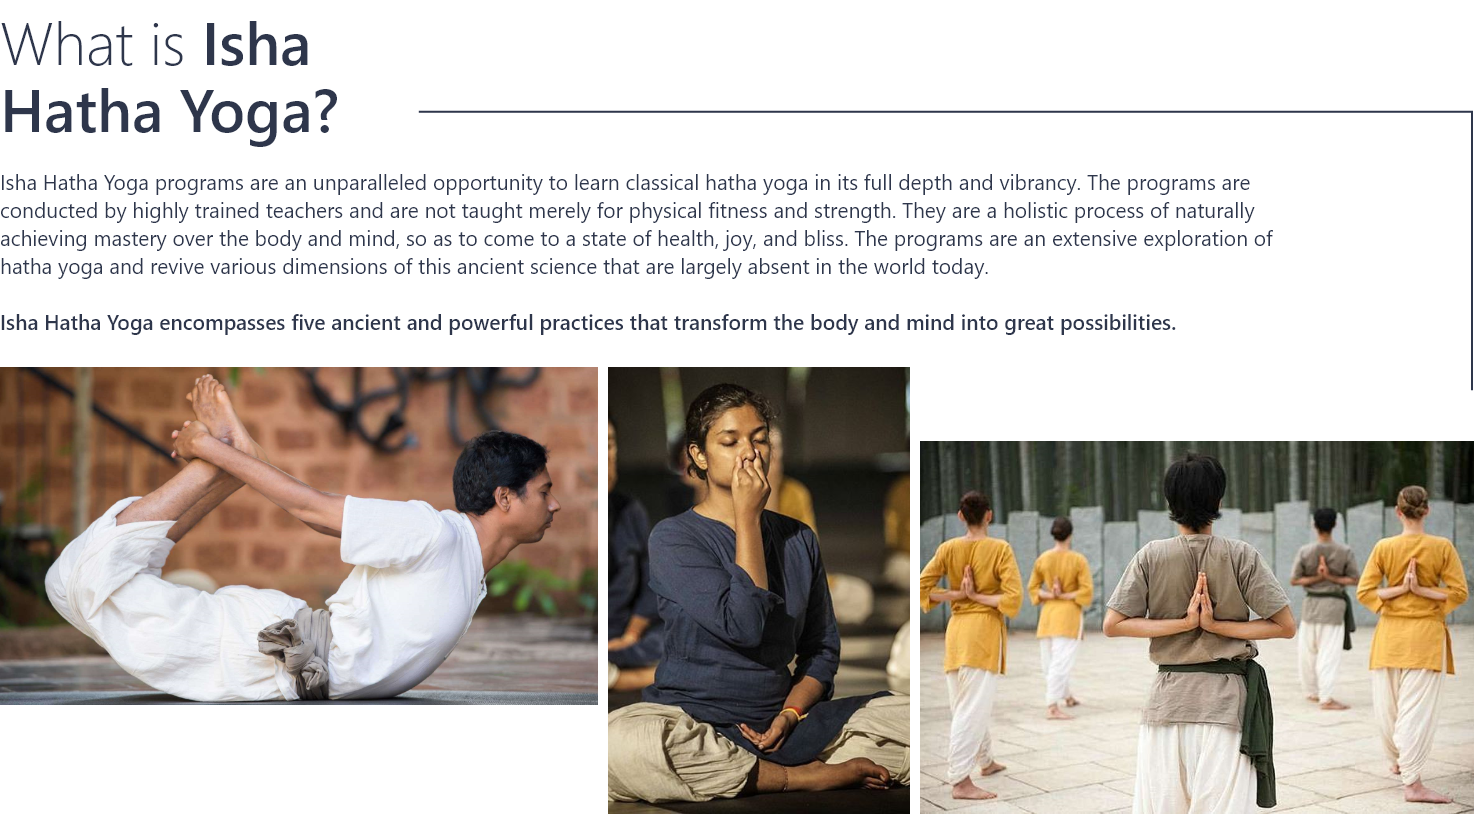 What is Isha
Hatha Yoga?
Isha Hatha Yoga programs are an unparalleled opportunity to learn classical hatha yoga in its full depth and vibrancy. The programs are
conducted by highly trained teachers and are not taught merely for physical fitness and strength. They are a holistic process of naturally
achieving mastery over the body and mind, so as to come to a state of health, joy, and bliss. The programs are an extensive exploration of
hatha yoga and revive various dimensions of this ancient science that are largely absent in the world today.
Isha Hatha Yoga encompasses five ancient and powerful practices that transform the body and mind into great possibilities.